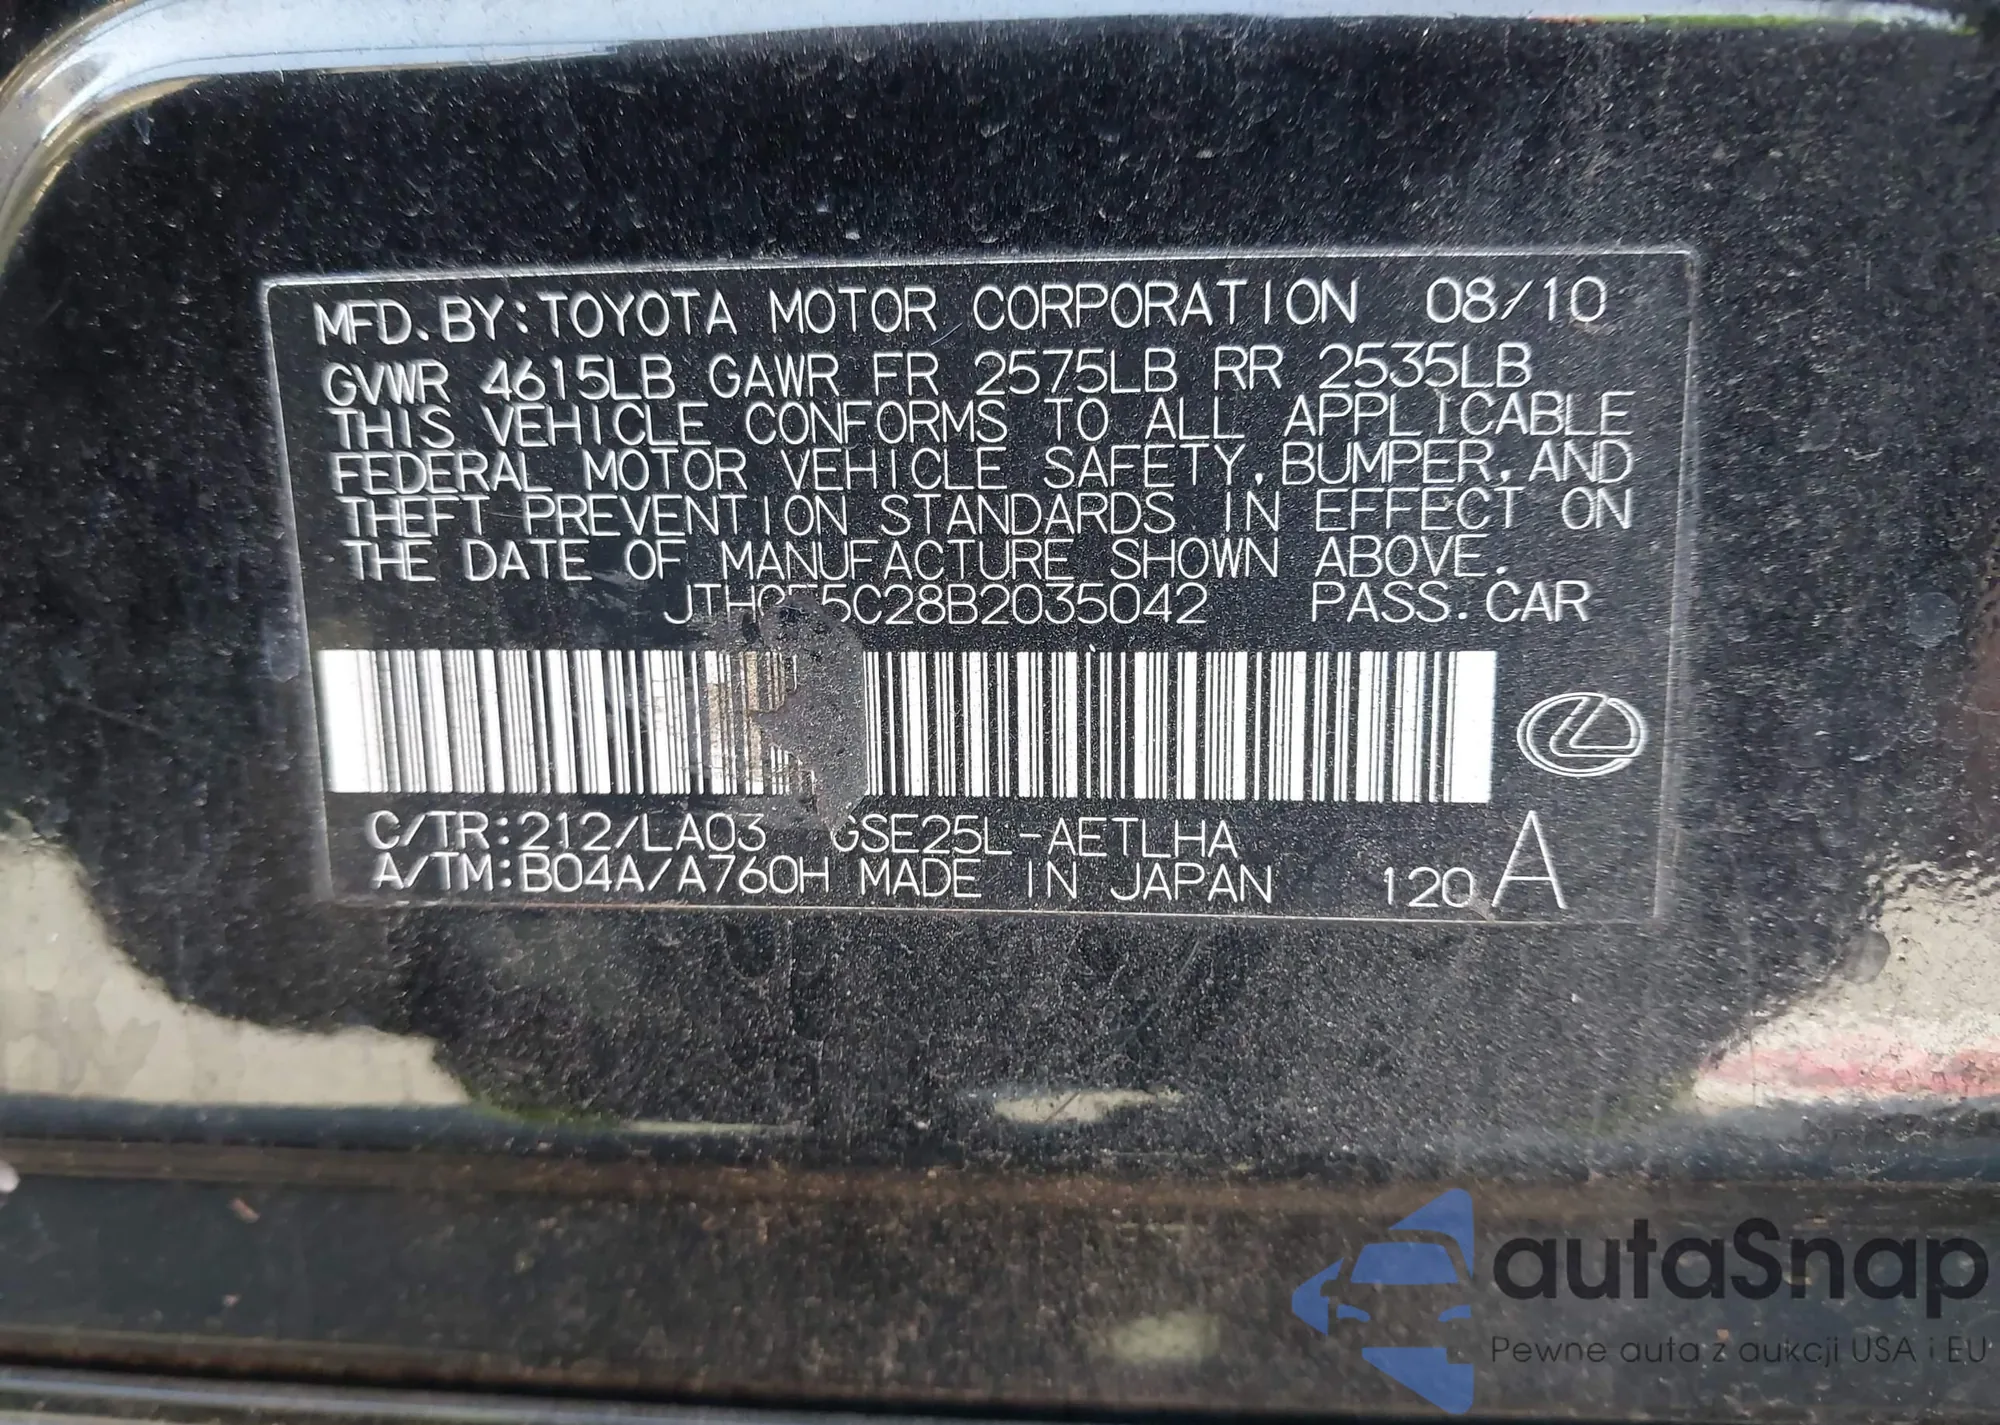 MFD. BY: TOYOTA MOTOR CORPORATION 08/10
GVWR 4615LB GAWR FR 2575LB RR 2535LB
THIS VEHICLE CONFORMS TO ALL APPLICABLE
FEDERAL MOTOR VEHICLE SAFETY, BUMPER, AND
THEFT PREVENTION STANDARDS IN EFFECT ON
THE DATE OF MANUFACTURE SHOWN ABOVE.
PASS. CAR
C/TR: 212/LA03 GSE25L-AETLHA
A/TM: B04A/A760H MADE IN JAPAN 120 A
autaSnap
Pewne auta z aukcji USA i EU